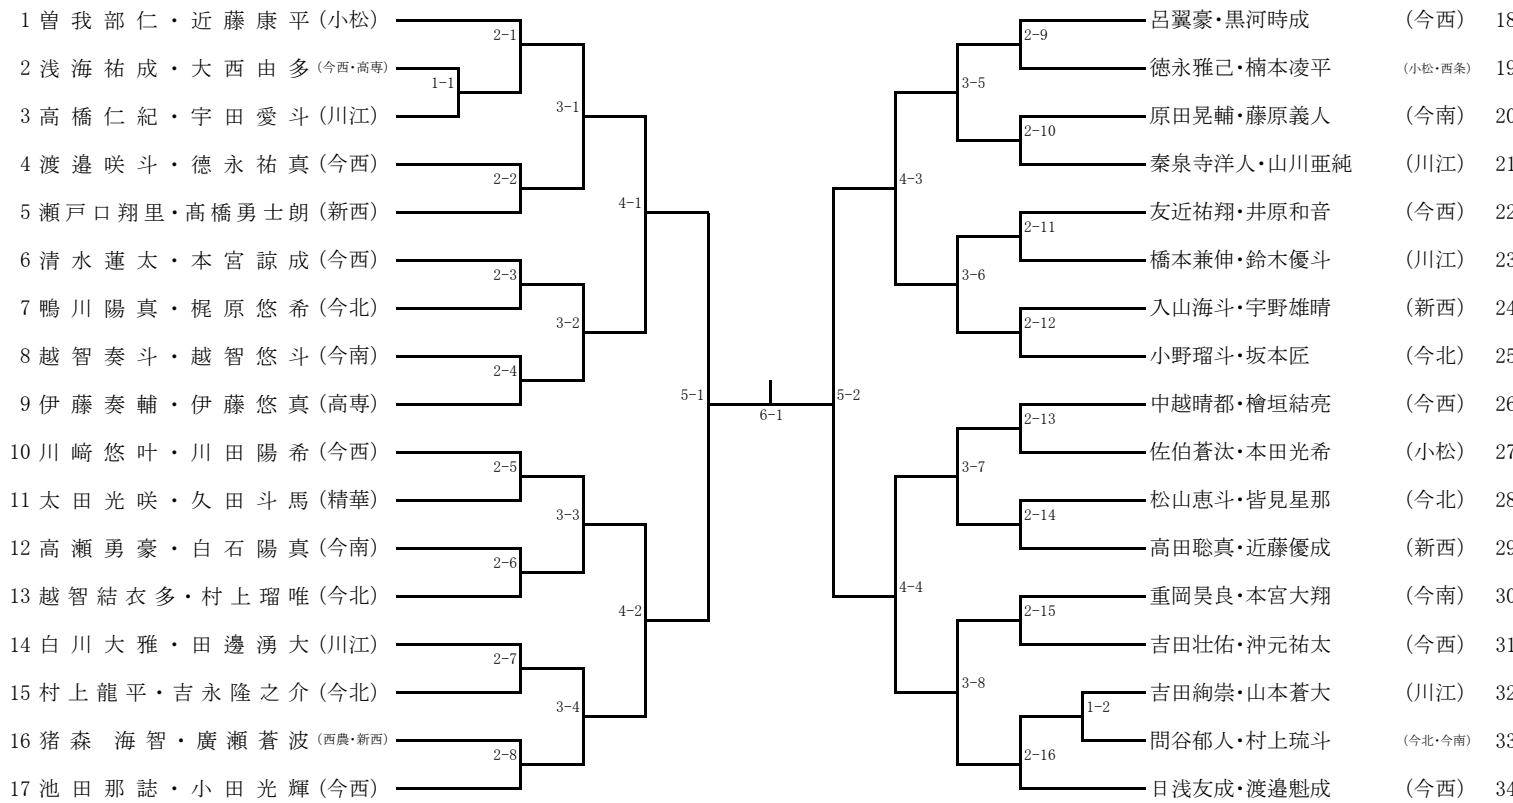 1 曽我部仁・近藤康平(小松)
2-1
2 浅海祐成・大西由多(今西・高専)
1-1
3 高橋仁紀・宇田愛斗(川江)
3-1
4 渡邉咲斗・德永祐真(今西)
2-2
5 瀬戸口翔里・髙橋勇士朗(新西)
4-1
6 清水蓮太・本宮諒成(今西)
2-3
7 鴨川陽真・梶原悠希(今北)
3-2
8 越智奏斗・越智悠斗(今南)
2-4
9 伊藤奏輔・伊藤悠真(高専)
5-1
10 川﨑悠叶・川田陽希(今西)
2-5
11 太田光咲・久田斗馬(精華)
3-3
12 高瀬勇豪・白石陽真(今南)
2-6
13 越智結衣多・村上瑠唯(今北)
4-2
14 白川大雅・田邊湧大(川江)
2-7
15 村上龍平・吉永隆之介(今北)
3-4
16 猪森 海智・廣瀬蒼波(西農・新西)
2-8
17 池田那誌・小田光輝(今西)
6-1
呂翼豪・黒河時成 (今西) 18
2-9
徳永雅己・楠本凌平 (小松・西条) 19
3-5
原田晃輔・藤原義人 (今南) 20
2-10
秦泉寺洋人・山川亜純 (川江) 21
4-3
友近祐翔・井原和音 (今西) 22
2-11
橋本兼伸・鈴木優斗 (川江) 23
3-6
入山海斗・宇野雄晴 (新西) 24
2-12
小野瑠斗・坂本匠 (今北) 25
5-2
中越晴都・檜垣結亮 (今西) 26
2-13
佐伯蒼汰・本田光希 (小松) 27
3-7
松山恵斗・皆見星那 (今北) 28
2-14
高田聡真・近藤優成 (新西) 29
4-4
重岡昊良・本宮大翔 (今南) 30
2-15
吉田壮佑・沖元祐太 (今西) 31
3-8
吉田絢崇・山本蒼大 (川江) 32
1-2
問谷郁人・村上琉斗 (今北・今南) 33
2-16
日浅友成・渡邉魁成 (今西) 34